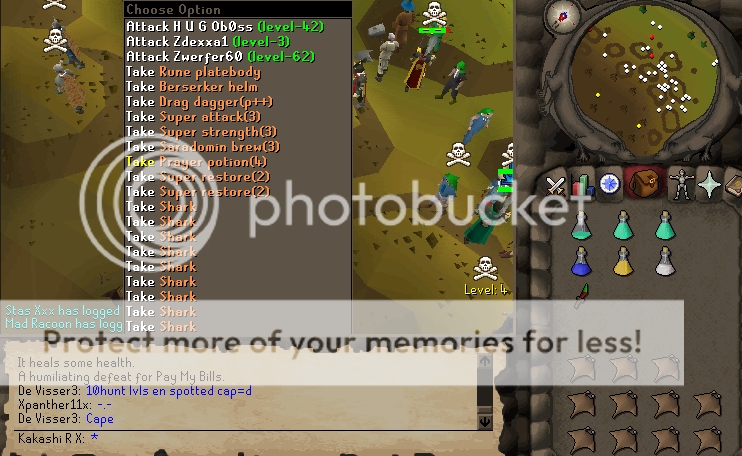 Choose Option
Attack H U G Ob0ss (level-42)
Attack Zdexxa1 (level-3)
Attack Zwerfer60 (level-62)
Take Rune platebody
Take Berserker helm
Take Drag dagger(p++)
Take Super attack(3)
Take Super strength(3)
Take Saradomin brew(3)
Take Prayer potion(4)
Take Super restore(2)
Take Super restore(2)
Take Shark
Take Shark
Take Shark
Take Shark
Take Shark
Take Shark
Take Shark
Take Shark
Take Shark
photobucket
Level: 4
Stas Xxx has logged
Mad Racoon has logg
Protect more of your memories for less!
It heals some health.
A humiliating defeat for Pay My Bills.
De Visser3: 10hunt lvls en spotted cap=d
Xpanther11x: -.-
De Visser3: Cape
Kakashi R X: *